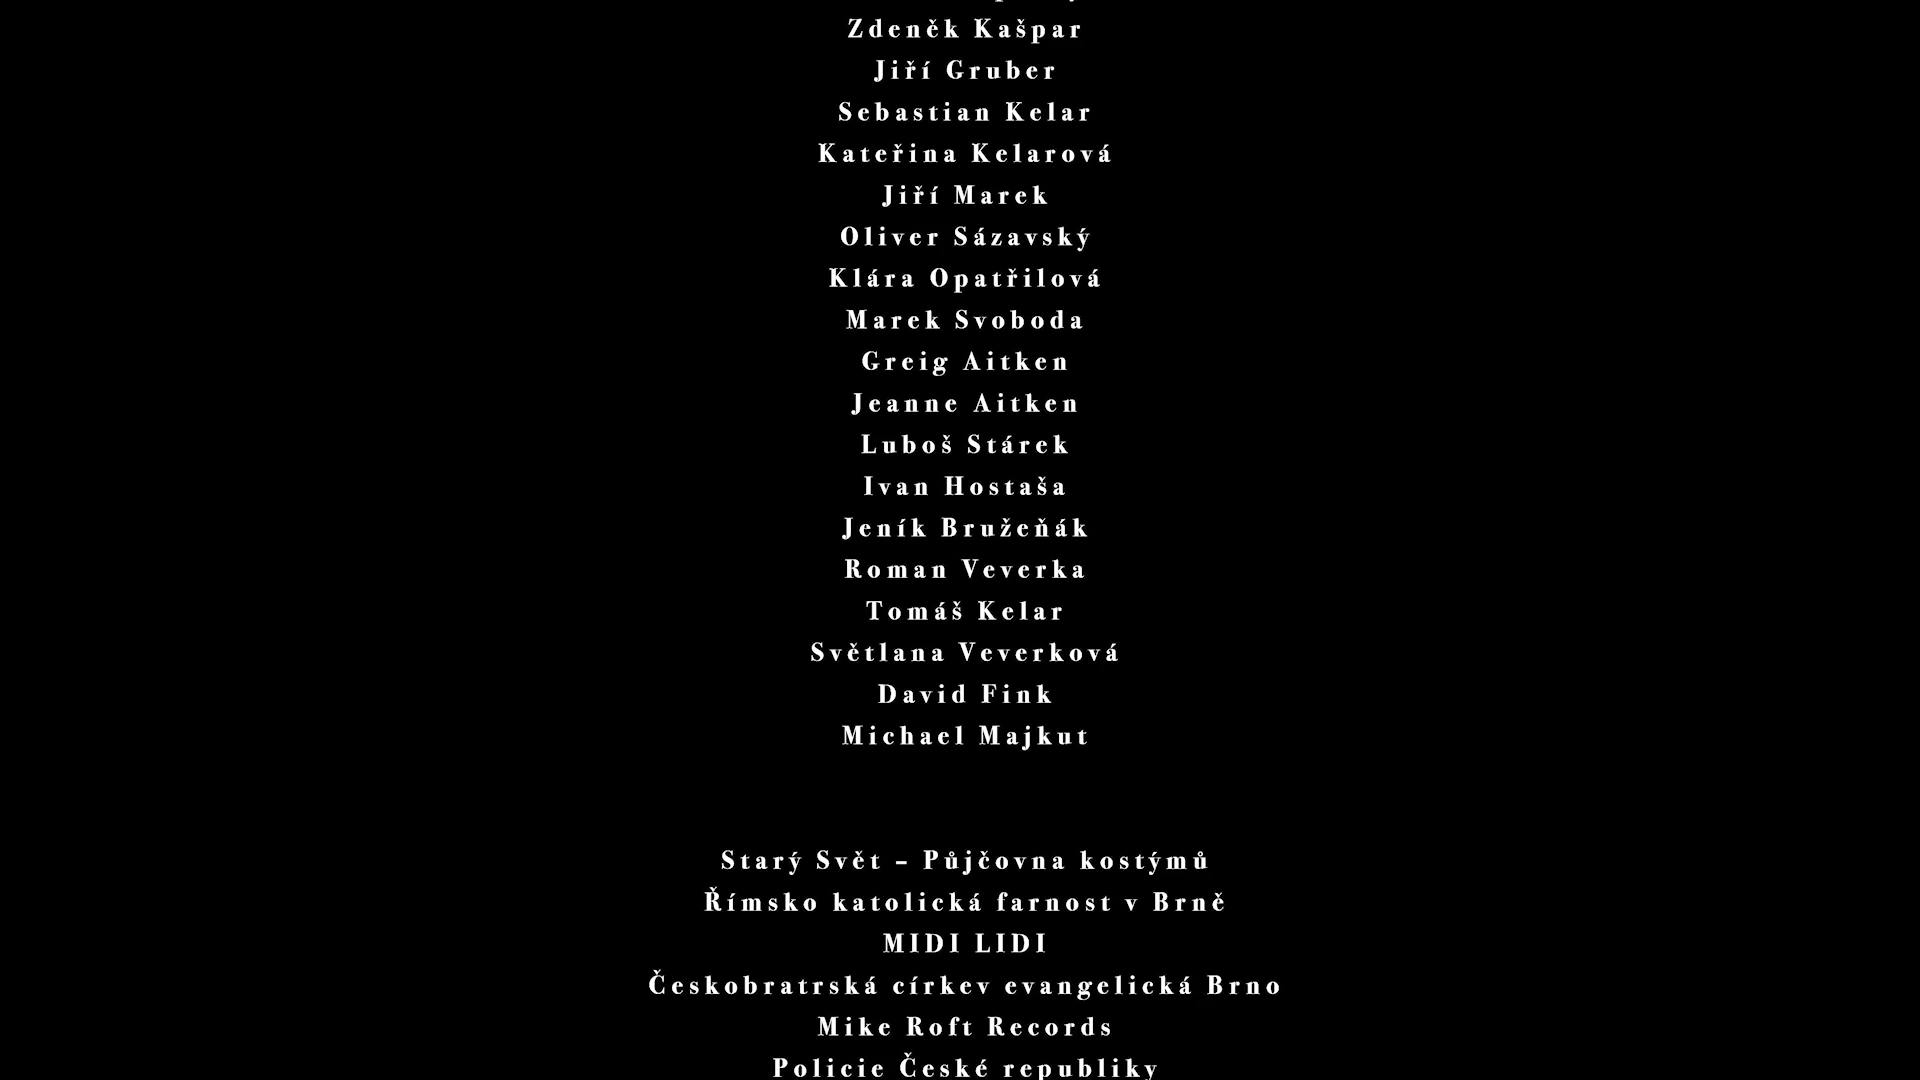 Zdeněk Kašpar
Jiří Gruber
Sebastian Kelar
Kateřina Kelarová
Jiří Marek
Oliver Sázavský
Klára Opatřilová
Marek Svoboda
Greig Aitken
Jeanne Aitken
Luboš Stárek
Ivan Hostaša
Jeník Bružeňák
Roman Veverka
Tomáš Kelar
Světlana Veverková
David Fink
Michael Majkut
Starý Svět – Půjčovna kostýmů
Římsko katolická farnost v Brně
MIDI LIDI
Českobratrská církev evangelická Brno
Mike Roft Records
Policie České republiky